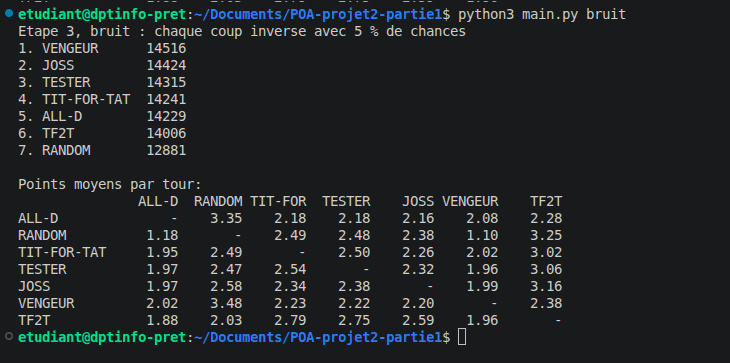 etudiant@dptinfo-pret:~/Documents/POA-projet2-partie1$ python3 main.py bruit
Etape 3, bruit : chaque coup inverse avec 5 % de chances
1. VENGEUR 14516
2. JOSS 14424
3. TESTER 14315
4. TIT-FOR-TAT 14241
5. ALL-D 14229
6. TF2T 14006
7. RANDOM 12881
Points moyens par tour:
ALL-D RANDOM TIT-FOR TESTER JOSS VENGEUR TF2T
ALL-D - 3.35 2.18 2.18 2.16 2.08 2.28
RANDOM 1.18 - 2.49 2.48 2.38 1.10 3.25
TIT-FOR-TAT 1.95 2.49 - 2.50 2.26 2.02 3.02
TESTER 1.97 2.47 2.54 - 2.32 1.96 3.06
JOSS 1.97 2.58 2.34 2.38 - 1.99 3.16
VENGEUR 2.02 3.48 2.23 2.22 2.20 - 2.38
TF2T 1.88 2.03 2.79 2.75 2.59 1.96 -
etudiant@dptinfo-pret:~/Documents/POA-projet2-partie1$